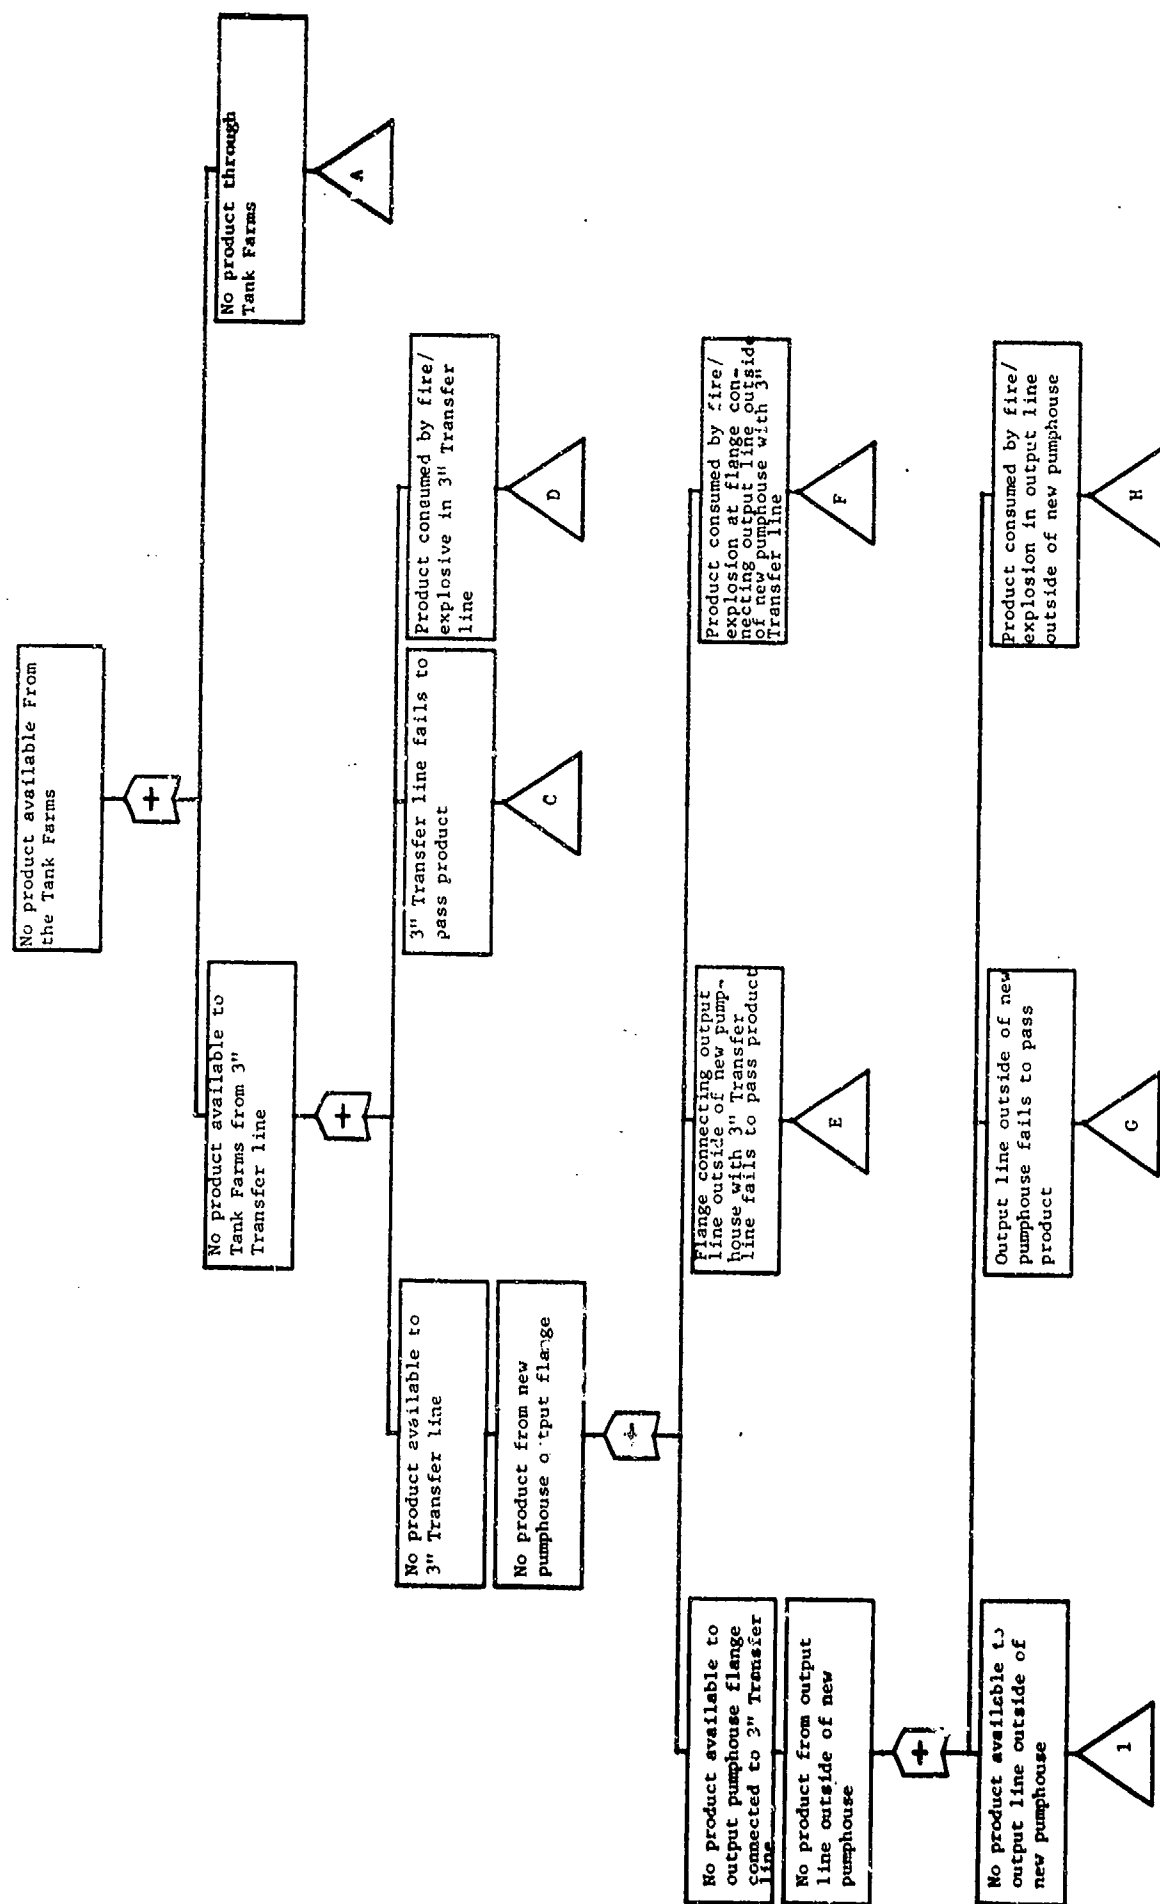 No product available From
the Tank Farms
+
No product available to
Tank Farms from 3"
Transfer line
No product through
Tank Farms
A
+
No product available to
3" Transfer line
3" Transfer line fails to
pass product
C
Product consumed by fire/
explosive in 3" Transfer
line
D
No product from new
pumphouse output flange
+
No product available to
output pumphouse flange
connected to 3" Transfer
line
Flange connecting output
line outside of new pump-
house with 3" Transfer
line fails to pass product
E
Product consumed by fire/
explosion at flange con-
necting output line outside
of new pumphouse with 3"
Transfer line
F
No product from output
line outside of new
pumphouse
+
No product available to
output line outside of
new pumphouse
1
Output line outside of new
pumphouse fails to pass
product
G
Product consumed by fire/
explosion in output line
outside of new pumphouse
H